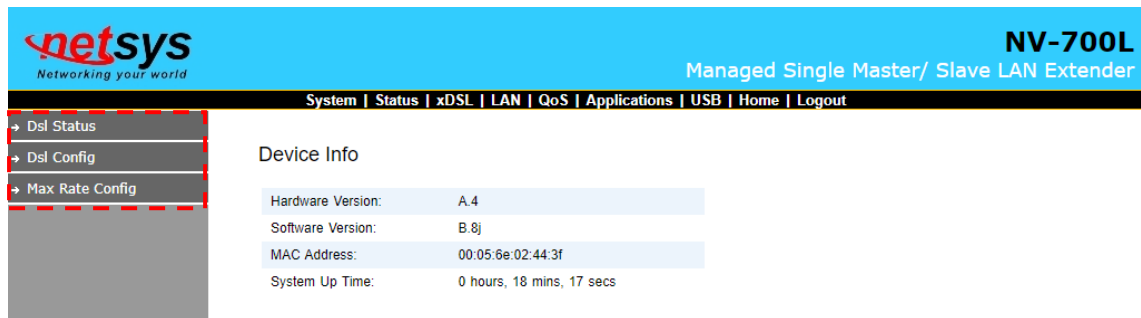 netsys
Networking your world
NV-700L
Managed Single Master/ Slave LAN Extender
System | Status | xDSL | LAN | QoS | Applications | USB | Home | Logout
→ Dsl Status
→ Dsl Config
→ Max Rate Config
Device Info
Hardware Version: A.4
Software Version: B.8j
MAC Address: 00:05:6e:02:44:3f
System Up Time: 0 hours, 18 mins, 17 secs